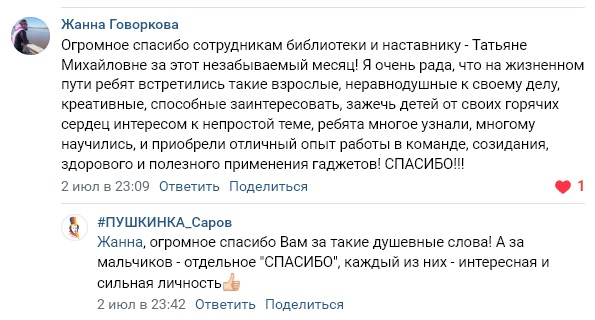 Жанна Говоркова
Огромное спасибо сотрудникам библиотеки и наставнику - Татьяне
Михайловне за этот незабываемый месяц! Я очень рада, что на жизненном
пути ребят встретились такие взрослые, неравнодушные к своему делу,
креативные, способные заинтересовать, зажечь детей от своих горячих
сердец интересом к непростой теме, ребята многое узнали, многому
научились, и приобрели отличный опыт работы в команде, созидания,
здорового и полезного применения гаджетов! СПАСИБО!!!
2 июл в 23:09 Ответить Поделиться 1
#ПУШКИНКА_Саров
Жанна, огромное спасибо Вам за такие душевные слова! А за
мальчиков - отдельное "СПАСИБО", каждый из них - интересная и
сильная личность👍🏻
2 июл в 23:42 Ответить Поделиться